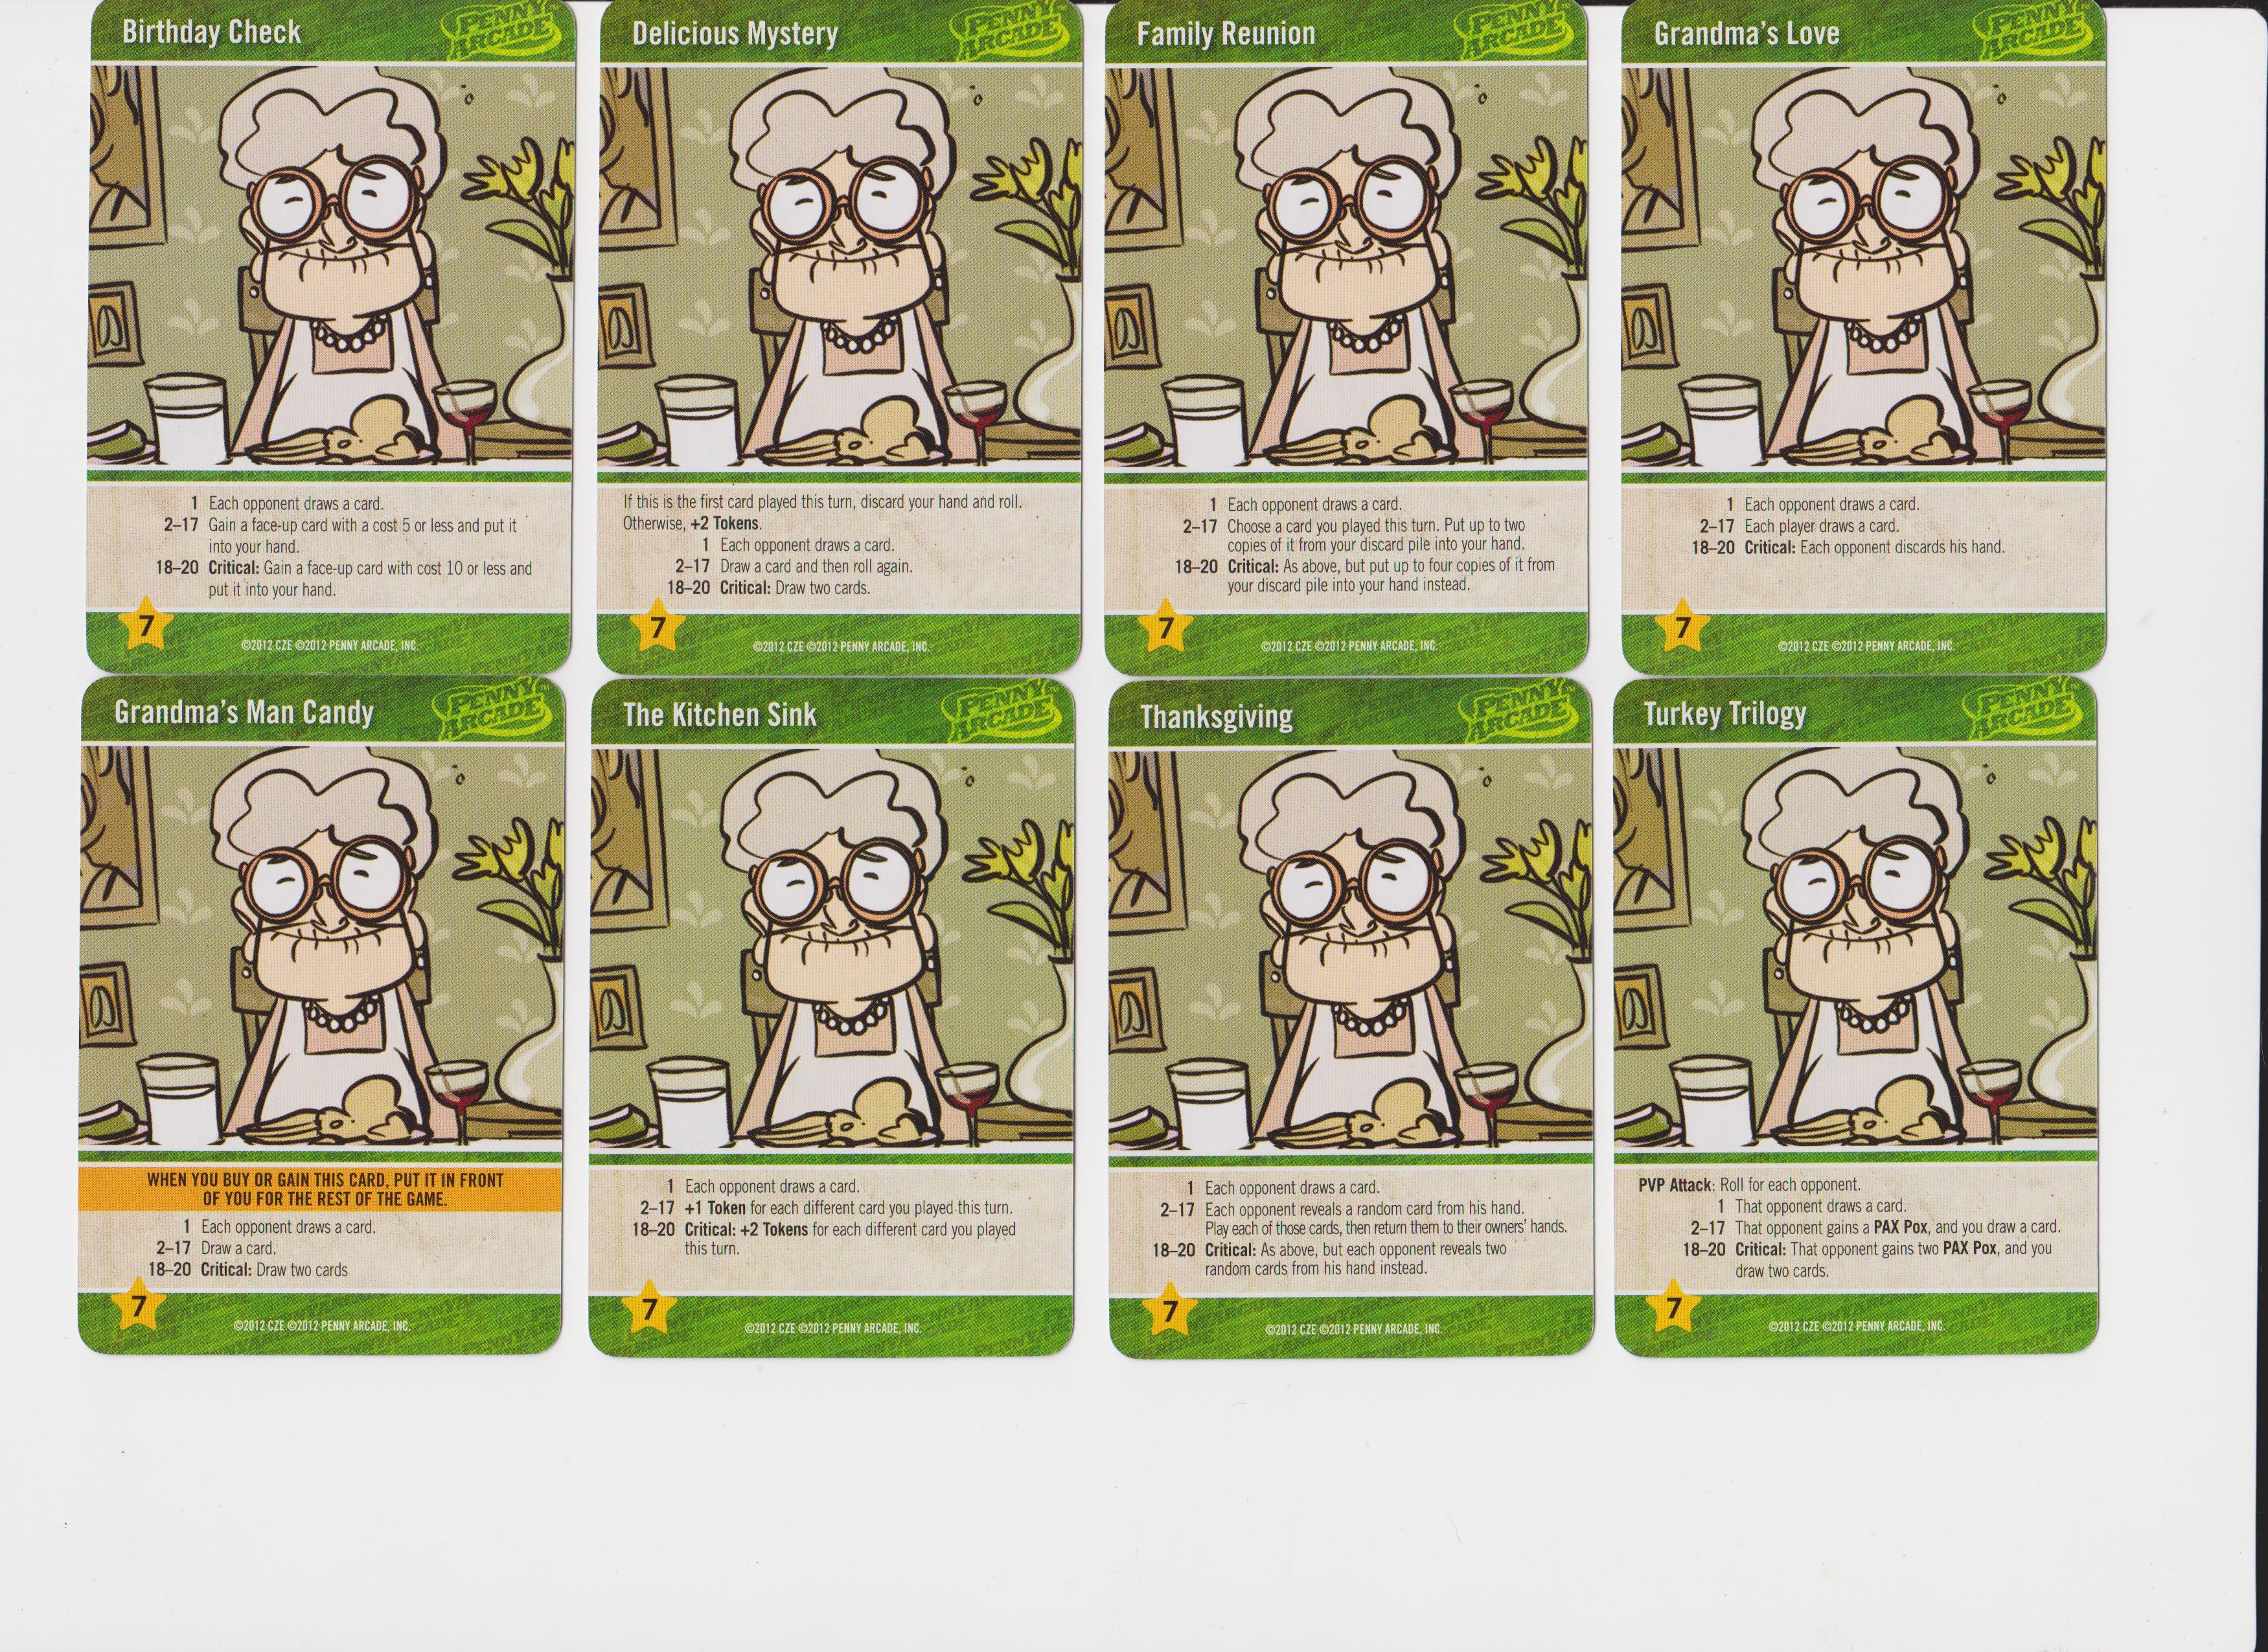 Birthday Check
PENNY ARCADE™
1 Each opponent draws a card.
2–17 Gain a face-up card with a cost 5 or less and put it
into your hand.
18–20 Critical: Gain a face-up card with cost 10 or less and
put it into your hand.
7
©2012 CZE ©2012 PENNY ARCADE, INC.
Delicious Mystery
PENNY ARCADE™
If this is the first card played this turn, discard your hand and roll.
Otherwise, +2 Tokens.
1 Each opponent draws a card.
2–17 Draw a card and then roll again.
18–20 Critical: Draw two cards.
7
©2012 CZE ©2012 PENNY ARCADE, INC.
Family Reunion
PENNY ARCADE™
1 Each opponent draws a card.
2–17 Choose a card you played this turn. Put up to two
copies of it from your discard pile into your hand.
18–20 Critical: As above, but put up to four copies of it from
your discard pile into your hand instead.
7
©2012 CZE ©2012 PENNY ARCADE, INC.
Grandma's Love
PENNY ARCADE™
1 Each opponent draws a card.
2–17 Each player draws a card.
18–20 Critical: Each opponent discards his hand.
7
©2012 CZE ©2012 PENNY ARCADE, INC.
Grandma's Man Candy
PENNY ARCADE™
WHEN YOU BUY OR GAIN THIS CARD, PUT IT IN FRONT
OF YOU FOR THE REST OF THE GAME.
1 Each opponent draws a card.
2–17 Draw a card.
18–20 Critical: Draw two cards
7
©2012 CZE ©2012 PENNY ARCADE, INC.
The Kitchen Sink
PENNY ARCADE™
1 Each opponent draws a card.
2–17 +1 Token for each different card you played this turn.
18–20 Critical: +2 Tokens for each different card you played
this turn.
7
©2012 CZE ©2012 PENNY ARCADE, INC.
Thanksgiving
PENNY ARCADE™
1 Each opponent draws a card.
2–17 Each opponent reveals a random card from his hand.
Play each of those cards, then return them to their owners' hands.
18–20 Critical: As above, but each opponent reveals two
random cards from his hand instead.
7
©2012 CZE ©2012 PENNY ARCADE, INC.
Turkey Trilogy
PENNY ARCADE™
PVP Attack: Roll for each opponent.
1 That opponent draws a card.
2–17 That opponent gains a PAX Pox, and you draw a card.
18–20 Critical: That opponent gains two PAX Pox, and you
draw two cards.
7
©2012 CZE ©2012 PENNY ARCADE, INC.